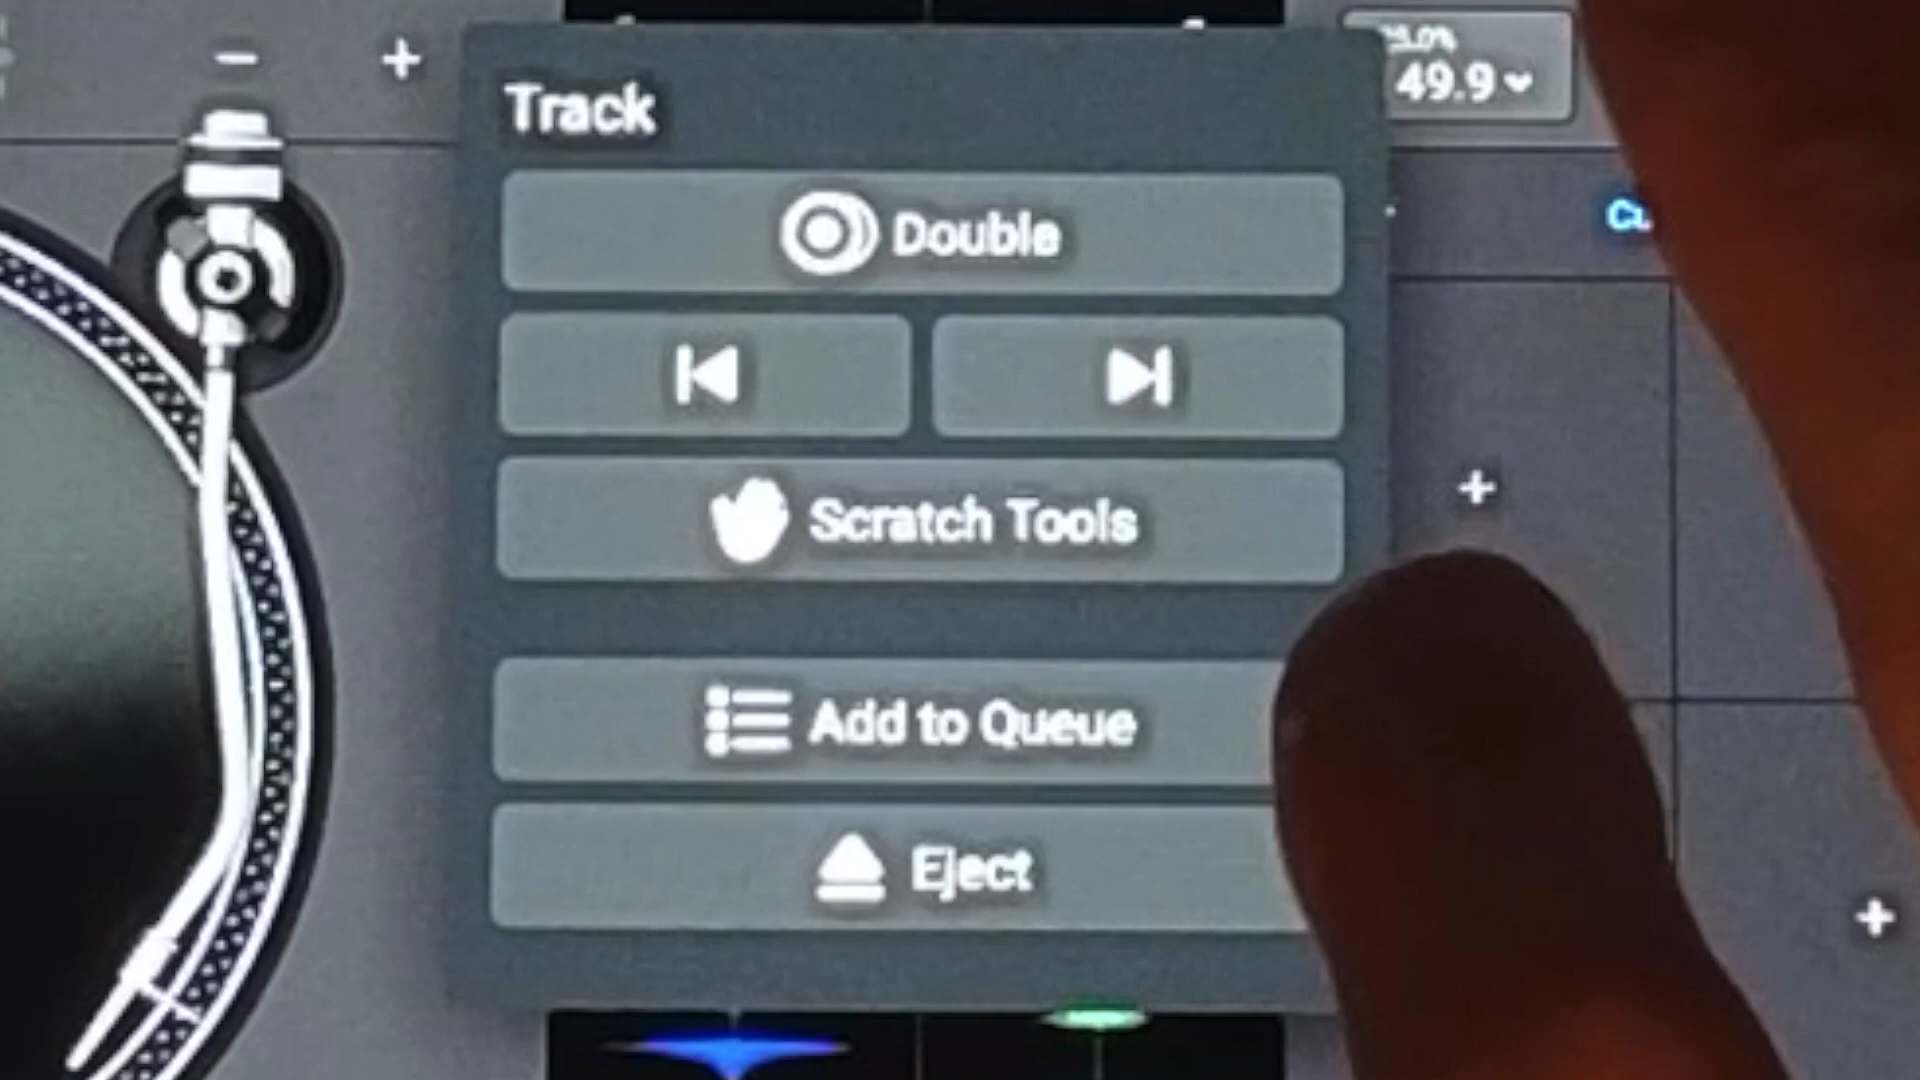 Track
49.9
Double
Scratch Tools
Add to Queue
Eject